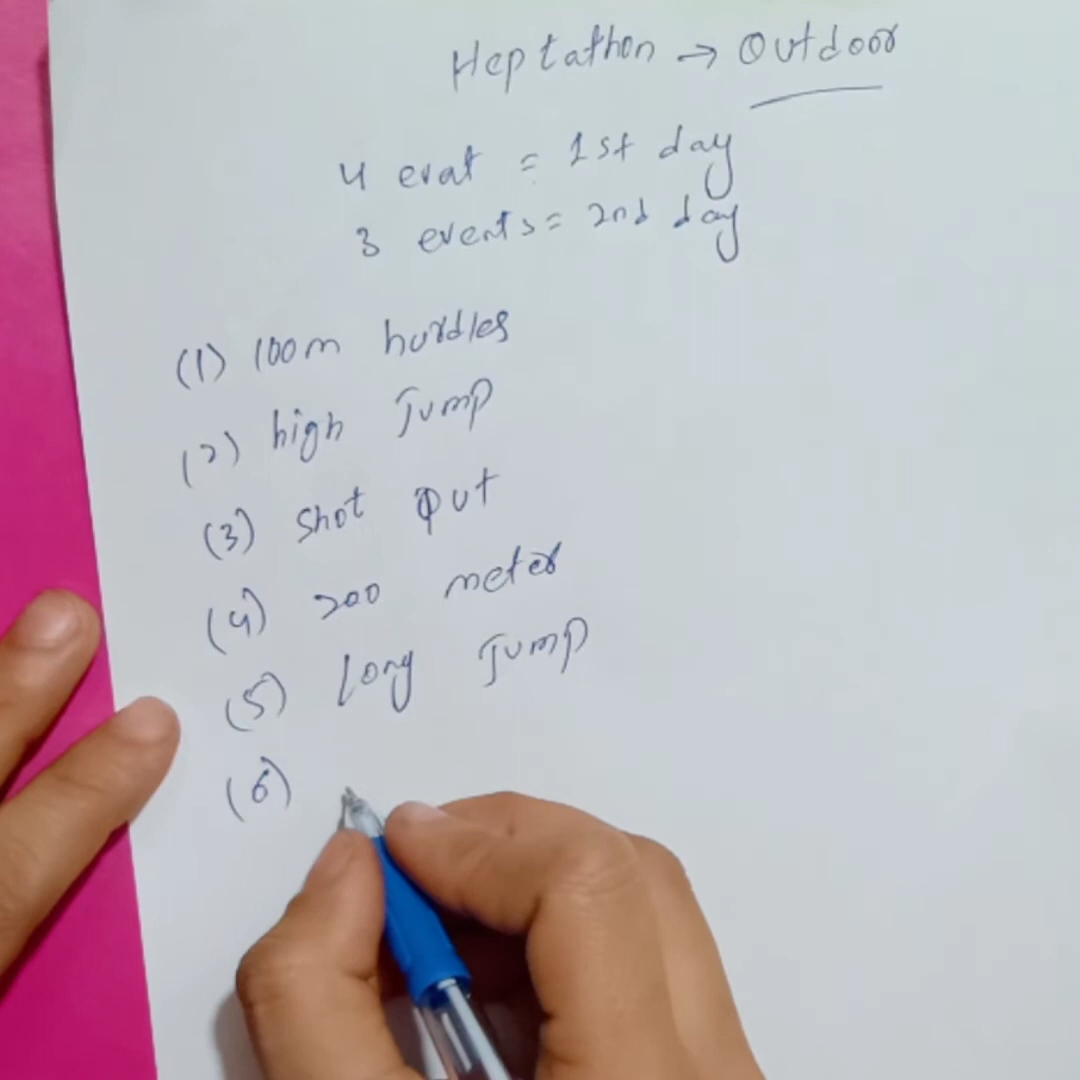 Heptathon → Outdoor
4 evat = 1st day
3 events = 2nd day
(1) 100m hurdles
(2) high Jump
(3) Shot put
(4) 200 meter
(5) long Jump
(6)